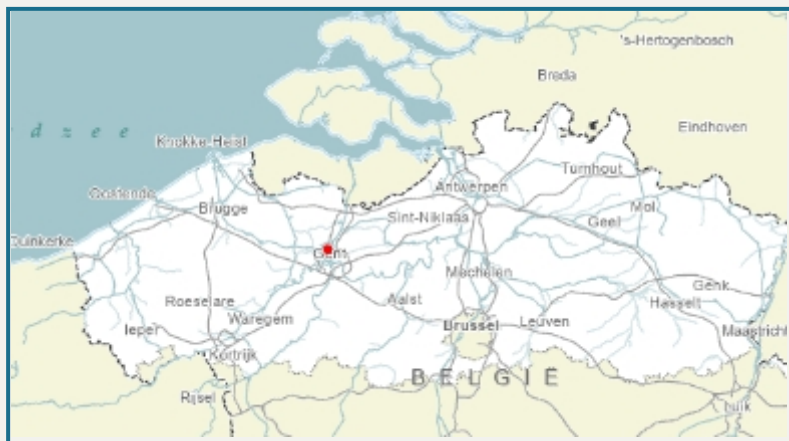 's-Hertogenbosch
Breda
Eindhoven
d z e e
Knokke-Heist
Turnhout
Antwerpen
Oostende
Brugge
Sint-Niklaas
Mol
Geel
Duinkerke
Gent
Mechelen
Genk
Roeselare
Aalst
Hasselt
Ieper
Waregem
Brussel
Leuven
Maastricht
Kortrijk
BELGIË
Rijsel
Luik